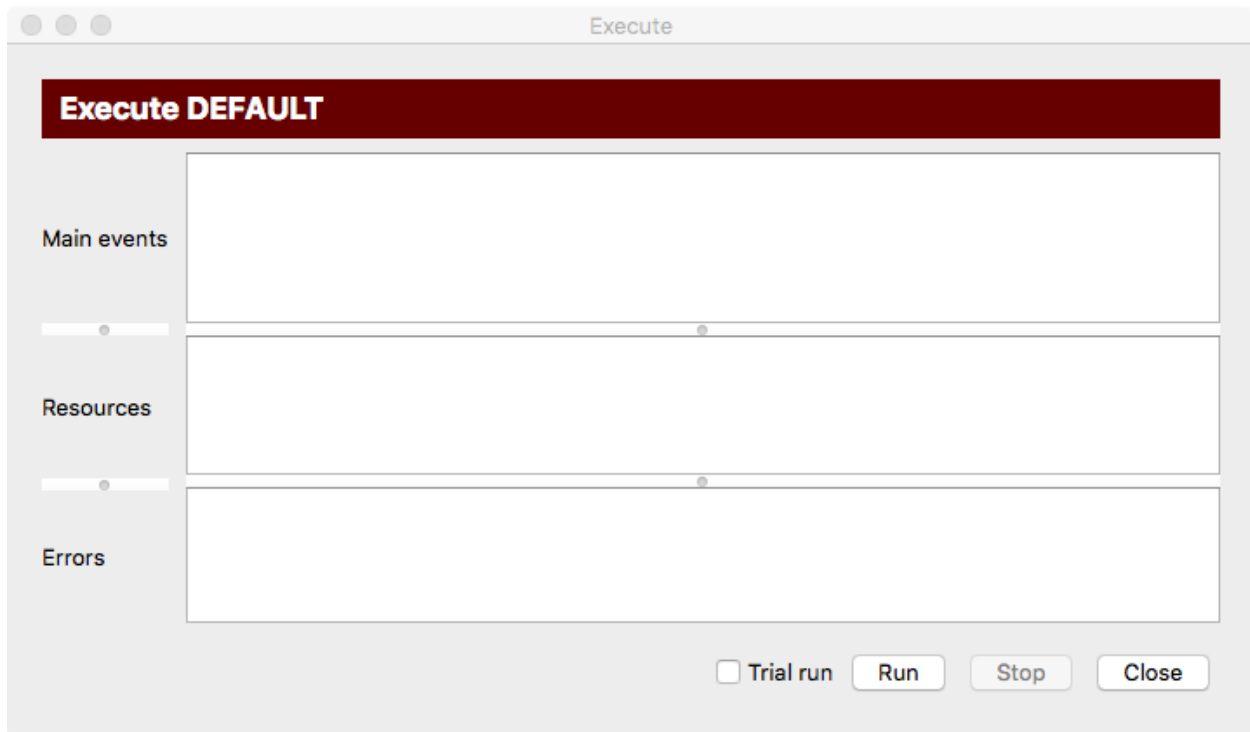 Execute
Execute DEFAULT
Main events
Resources
Errors
Trial run Run Stop Close